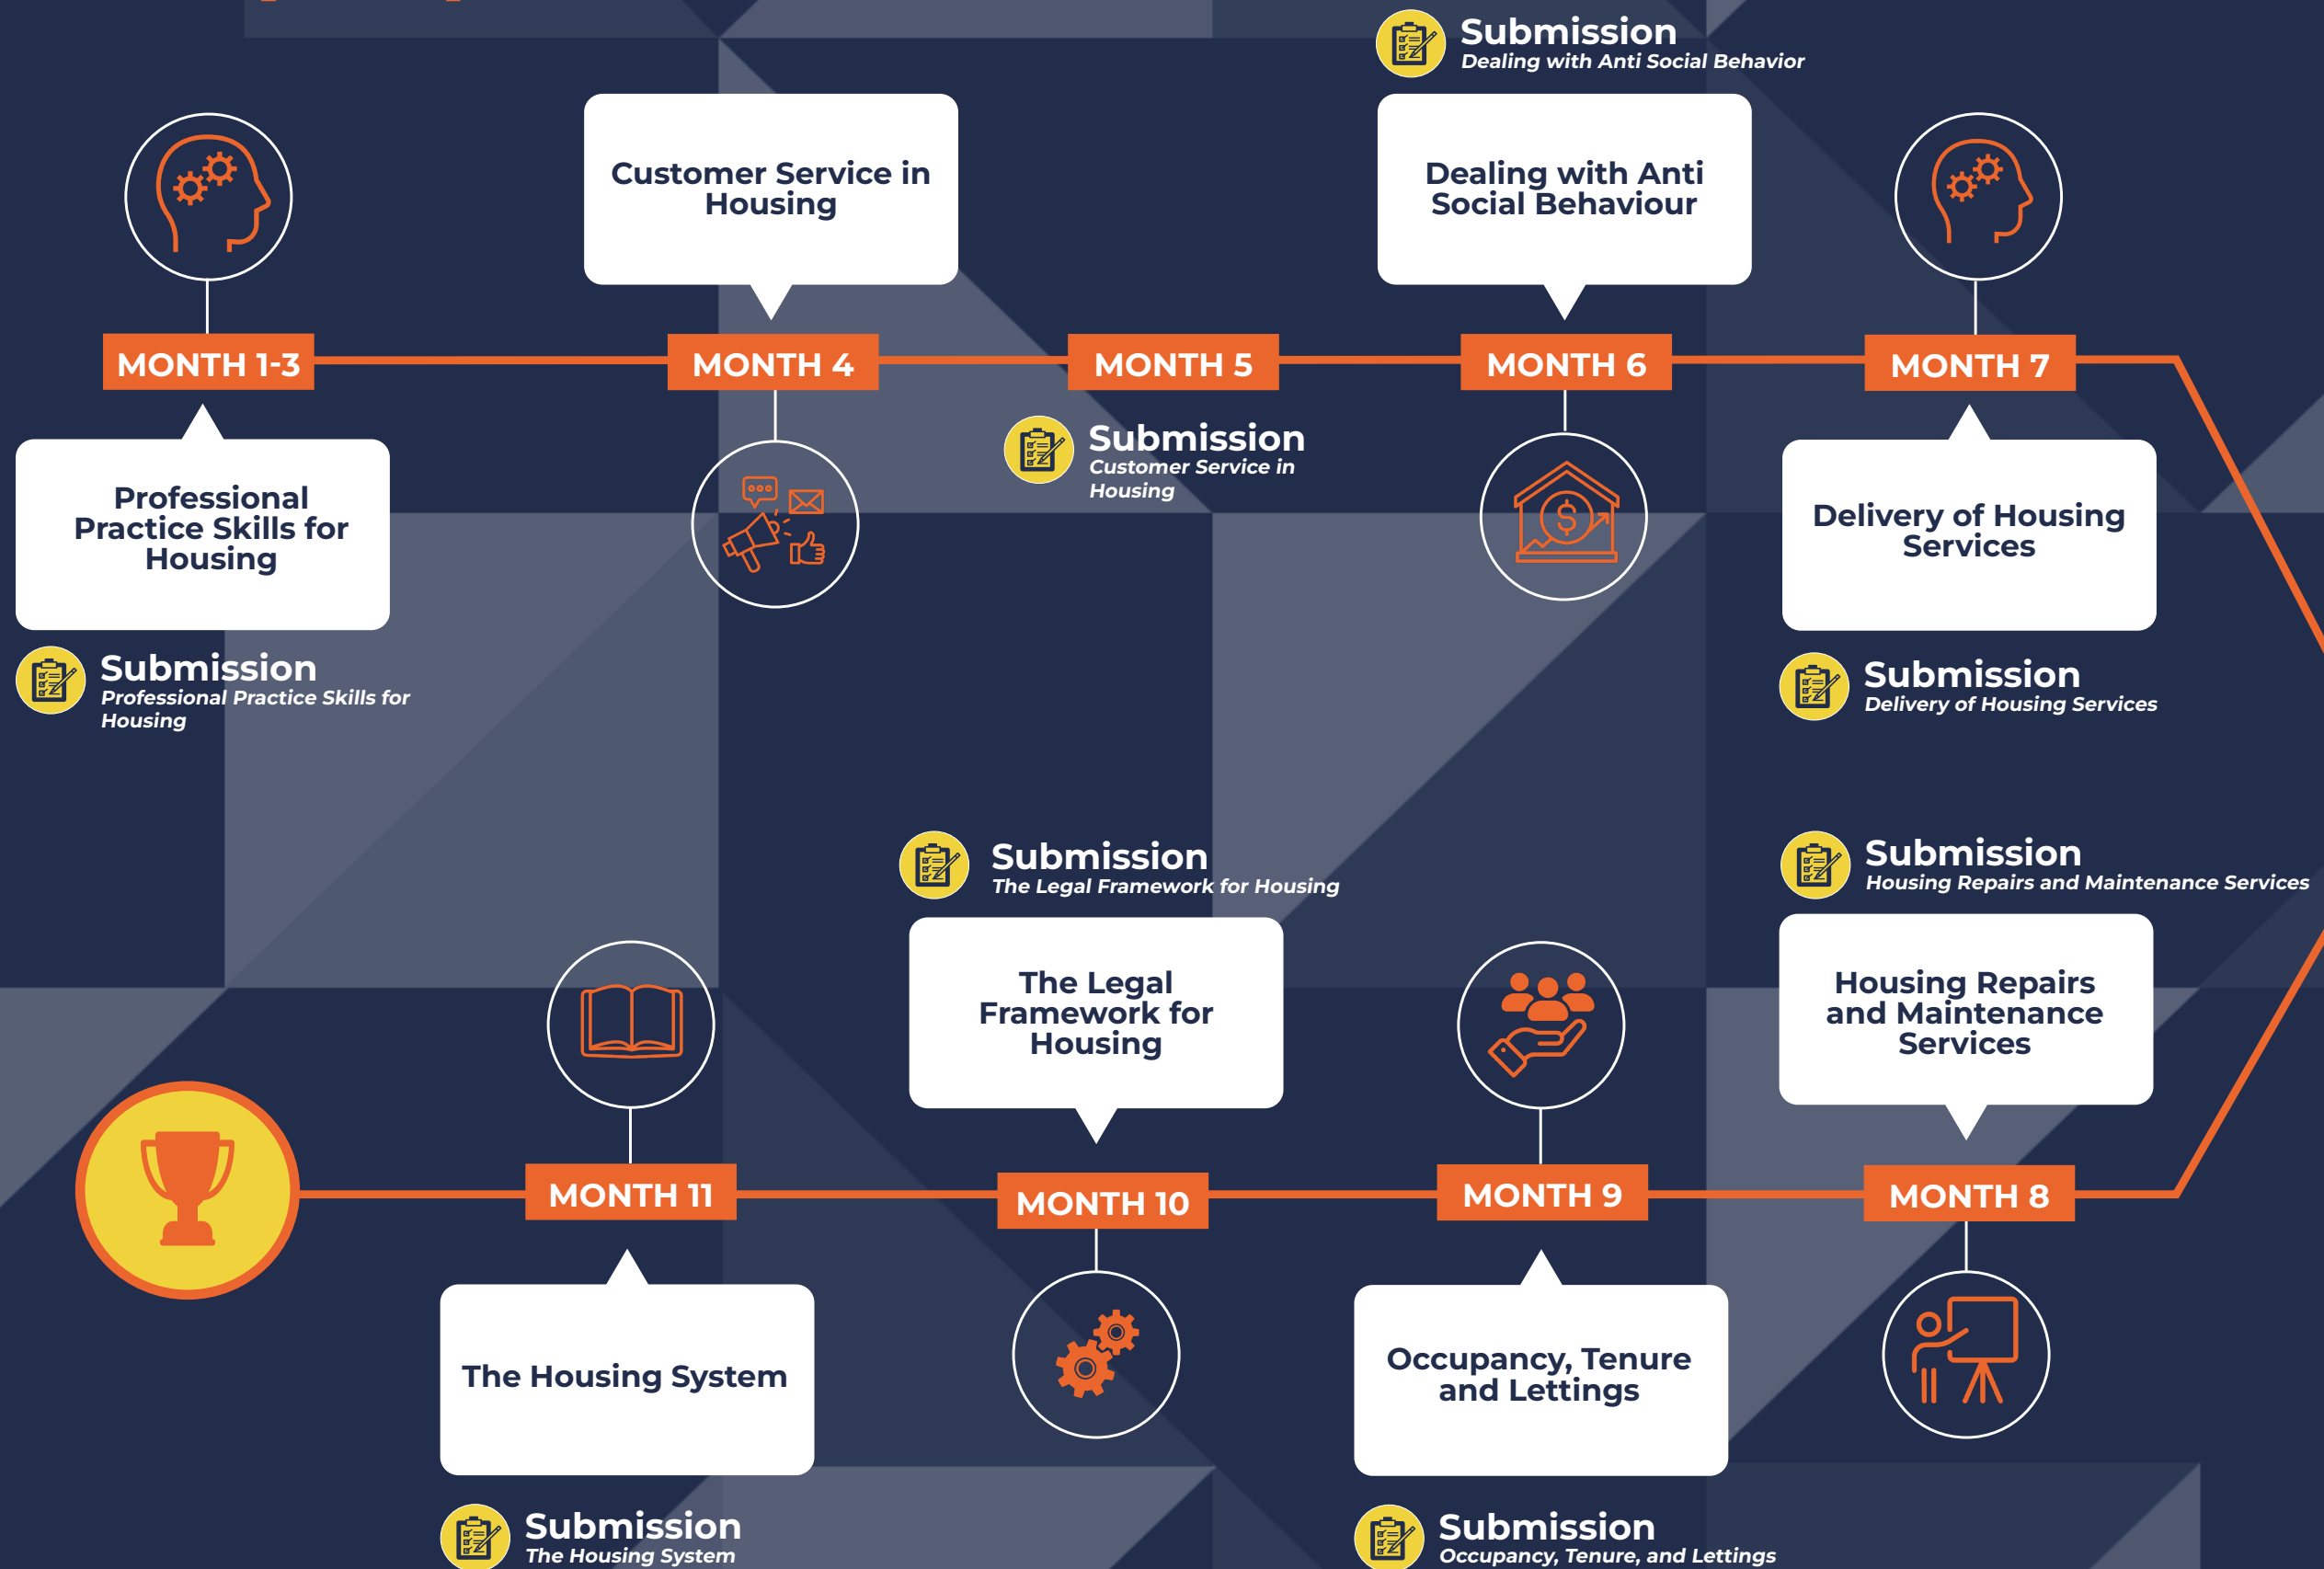 Submission
Dealing with Anti Social Behavior
Customer Service in
Housing
Dealing with Anti
Social Behaviour
MONTH 1-3
MONTH 4
MONTH 5
MONTH 6
MONTH 7
Professional
Practice Skills for
Housing
Submission
Professional Practice Skills for
Housing
Submission
Customer Service in
Housing
Delivery of Housing
Services
Submission
Delivery of Housing Services
Submission
Housing Repairs and Maintenance Services
Housing Repairs
and Maintenance
Services
Submission
The Legal Framework for Housing
The Legal
Framework for
Housing
MONTH 11
MONTH 10
MONTH 9
MONTH 8
The Housing System
Submission
The Housing System
Occupancy, Tenure
and Lettings
Submission
Occupancy, Tenure, and Lettings